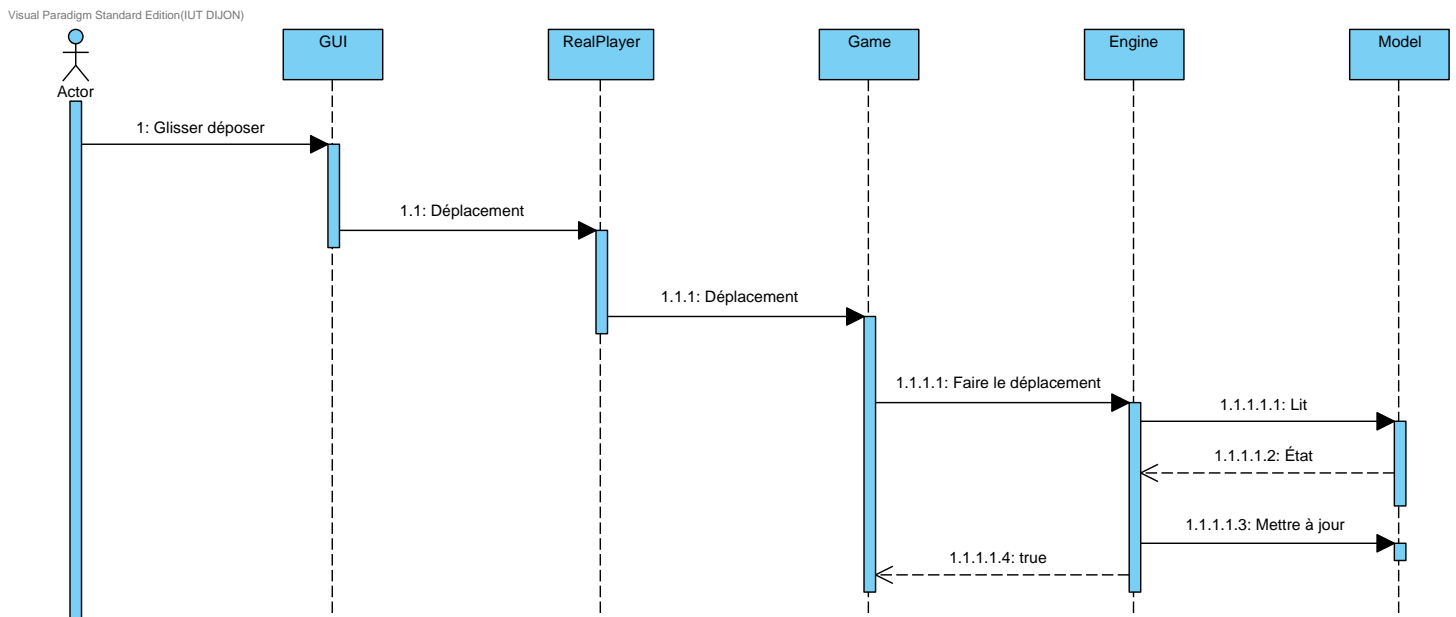 Visual Paradigm Standard Edition(IUT DIJON)
GUI
RealPlayer
Game
Engine
Model
Actor
1: Glisser déposer
1.1: Déplacement
1.1.1: Déplacement
1.1.1.1: Faire le déplacement
1.1.1.1.1: Lit
1.1.1.1.2: État
1.1.1.1.3: Mettre à jour
1.1.1.1.4: true